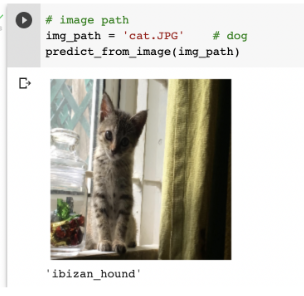 # image path
img_path = 'cat.JPG'    # dog
predict_from_image(img_path)
'ibizan_hound'